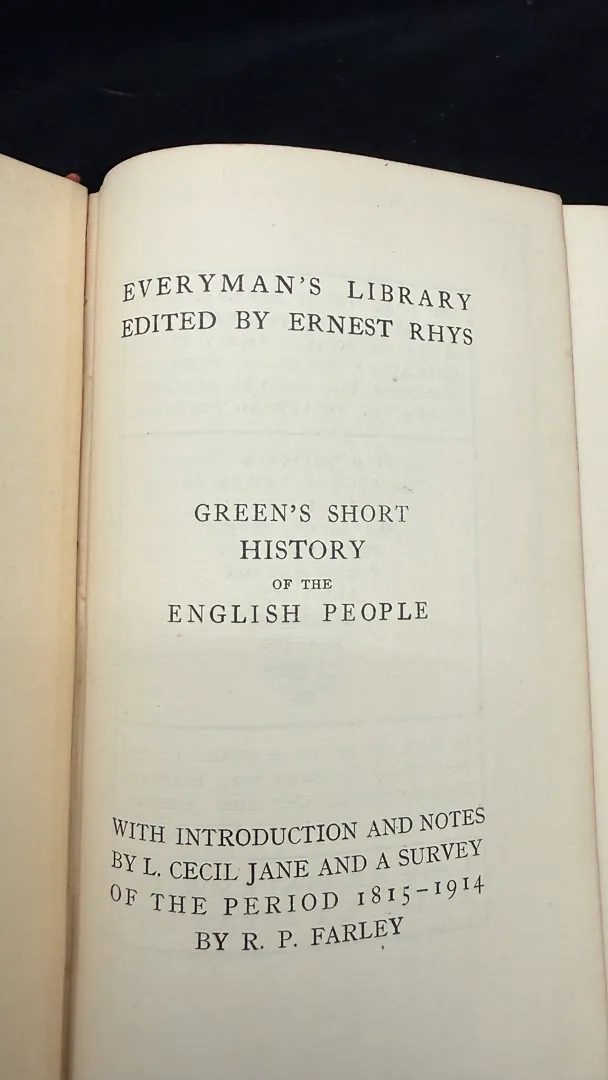 EVERYMAN'S LIBRARY
EDITED BY ERNEST RHYS
GREEN'S SHORT
HISTORY
OF THE
ENGLISH PEOPLE
WITH INTRODUCTION AND NOTES
BY L. CECIL JANE AND A SURVEY
OF THE PERIOD 1815-1914
BY R. P. FARLEY